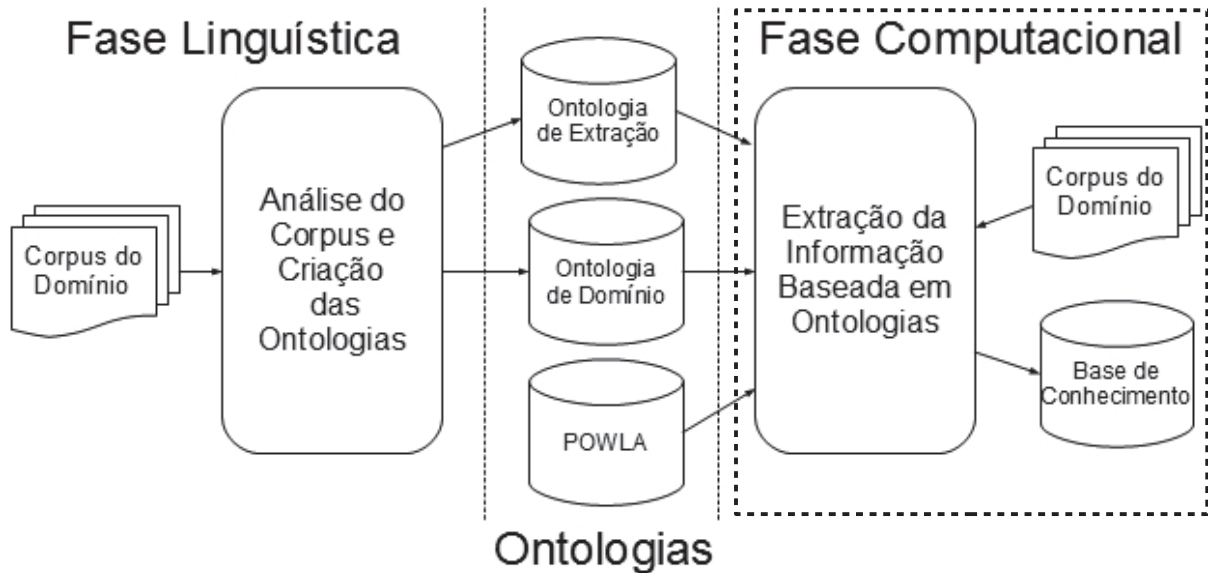 Fase Linguística
Corpus do
Domínio
Análise do
Corpus e
Criação
das
Ontologias
Ontologia
de Extração
Ontologia
de Domínio
POWLA
Ontologias
Fase Computacional
Extração da
Informação
Baseada em
Ontologias
Corpus do
Domínio
Base de
Conhecimento